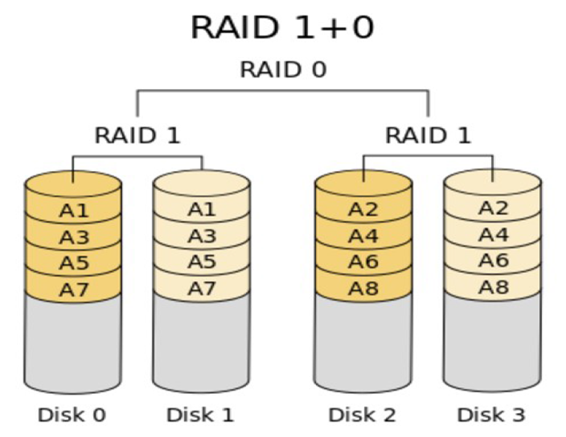 RAID 1+0
RAID 0
RAID 1 RAID 1
A1 A1 A2 A2
A3 A3 A4 A4
A5 A5 A6 A6
A7 A7 A8 A8
Disk 0 Disk 1 Disk 2 Disk 3